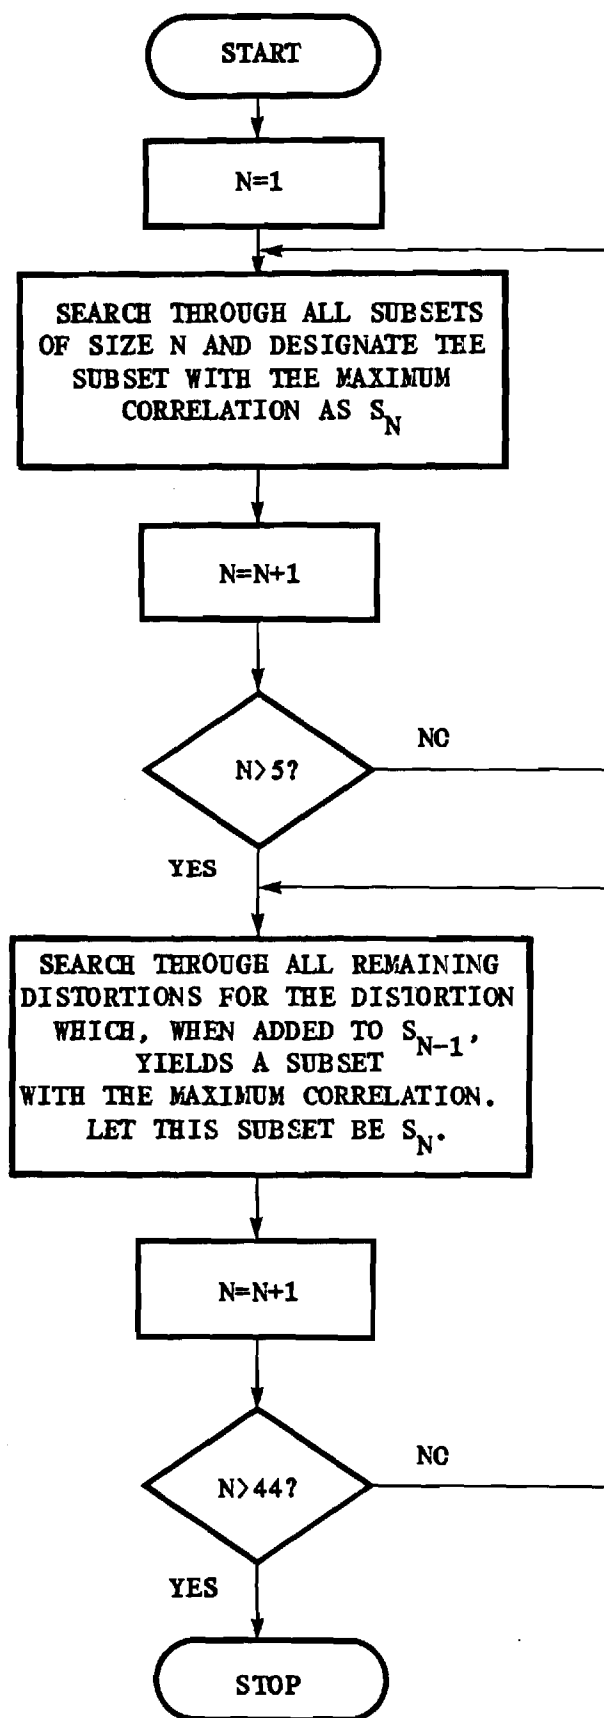 START
N=1
SEARCH THROUGH ALL SUBSETS
OF SIZE N AND DESIGNATE THE
SUBSET WITH THE MAXIMUM
CORRELATION AS S_N
N=N+1
N>5?
NO
YES
SEARCH THROUGH ALL REMAINING
DISTORTIONS FOR THE DISTORTION
WHICH, WHEN ADDED TO S_N-1,
YIELDS A SUBSET
WITH THE MAXIMUM CORRELATION.
LET THIS SUBSET BE S_N.
N=N+1
N>44?
NO
YES
STOP